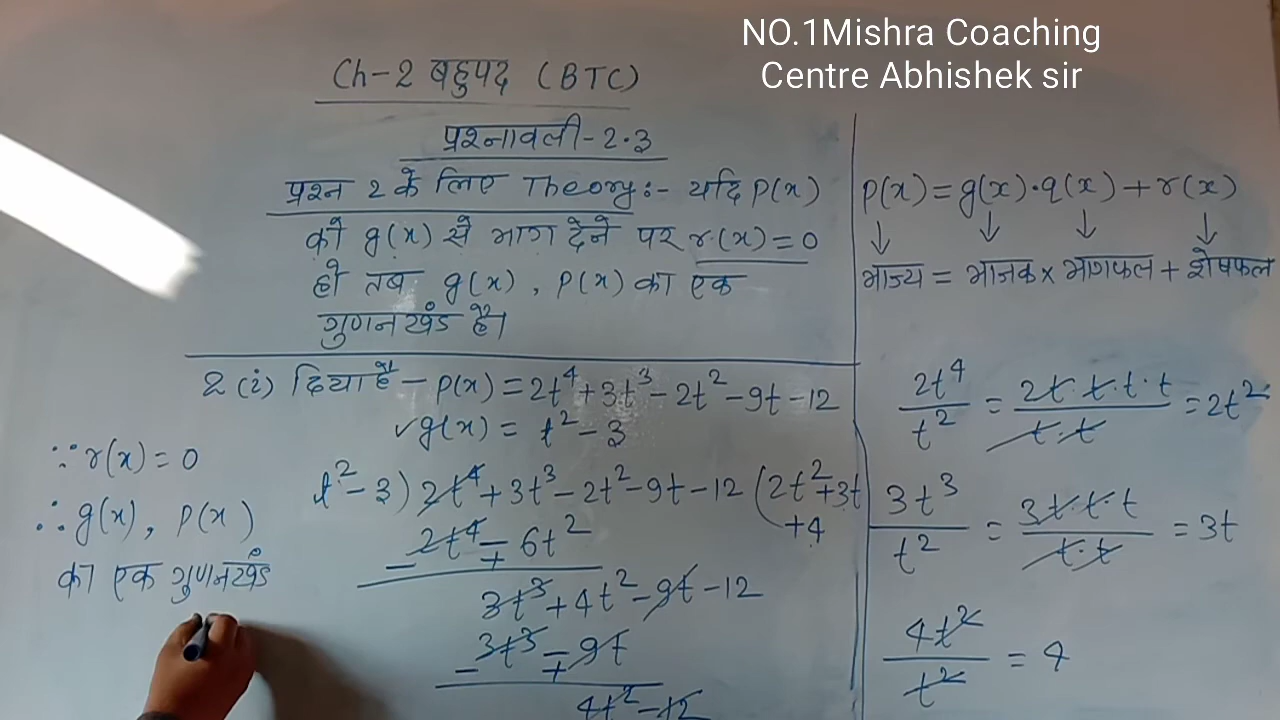 NO.1Mishra Coaching
Centre Abhishek sir
Ch-2 बहुपद (BTC)
प्रश्नावली-2.3
प्रश्न 2 के लिए Theory:- यदि P(x)
को g(x) से भाग देने पर r(x)=0
हो तब g(x), P(x) का एक
गुणनखंड है।
P(x)=g(x)·q(x)+r(x)
↓ ↓ ↓ ↓
भाज्य = भाजक × भागफल + शेषफल
2 (i) दिया है - P(x) = 2t⁴+3t³-2t²-9t-12
✓g(x) = t²-3
t²-3) 2t⁴+3t³-2t²-9t-12 (2t²+3t
+4
2t⁴ - 6t²
- +
3t³+4t²-9t-12
3t³ - 9t
- +
4t²-12
∵ r(x) = 0
∴ g(x), P(x)
का एक गुणनखंड
2t⁴/t² = 2t·t·t·t/t·t = 2t²
3t³/t² = 3t·t·t/t·t = 3t
4t²/t² = 4